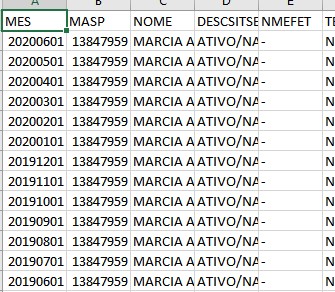 A B C D E
MES MASP NOME DESCSITSE NMEFET TE
20200601 13847959 MARCIA A ATIVO/NA - N
20200501 13847959 MARCIA A ATIVO/NA - N
20200401 13847959 MARCIA A ATIVO/NA - N
20200301 13847959 MARCIA A ATIVO/NA - N
20200201 13847959 MARCIA A ATIVO/NA - N
20200101 13847959 MARCIA A ATIVO/NA - N
20191201 13847959 MARCIA A ATIVO/NA - N
20191101 13847959 MARCIA A ATIVO/NA - N
20191001 13847959 MARCIA A ATIVO/NA - N
20190901 13847959 MARCIA A ATIVO/NA - N
20190801 13847959 MARCIA A ATIVO/NA - N
20190701 13847959 MARCIA A ATIVO/NA - N
20190601 13847959 MARCIA A ATIVO/NA - N